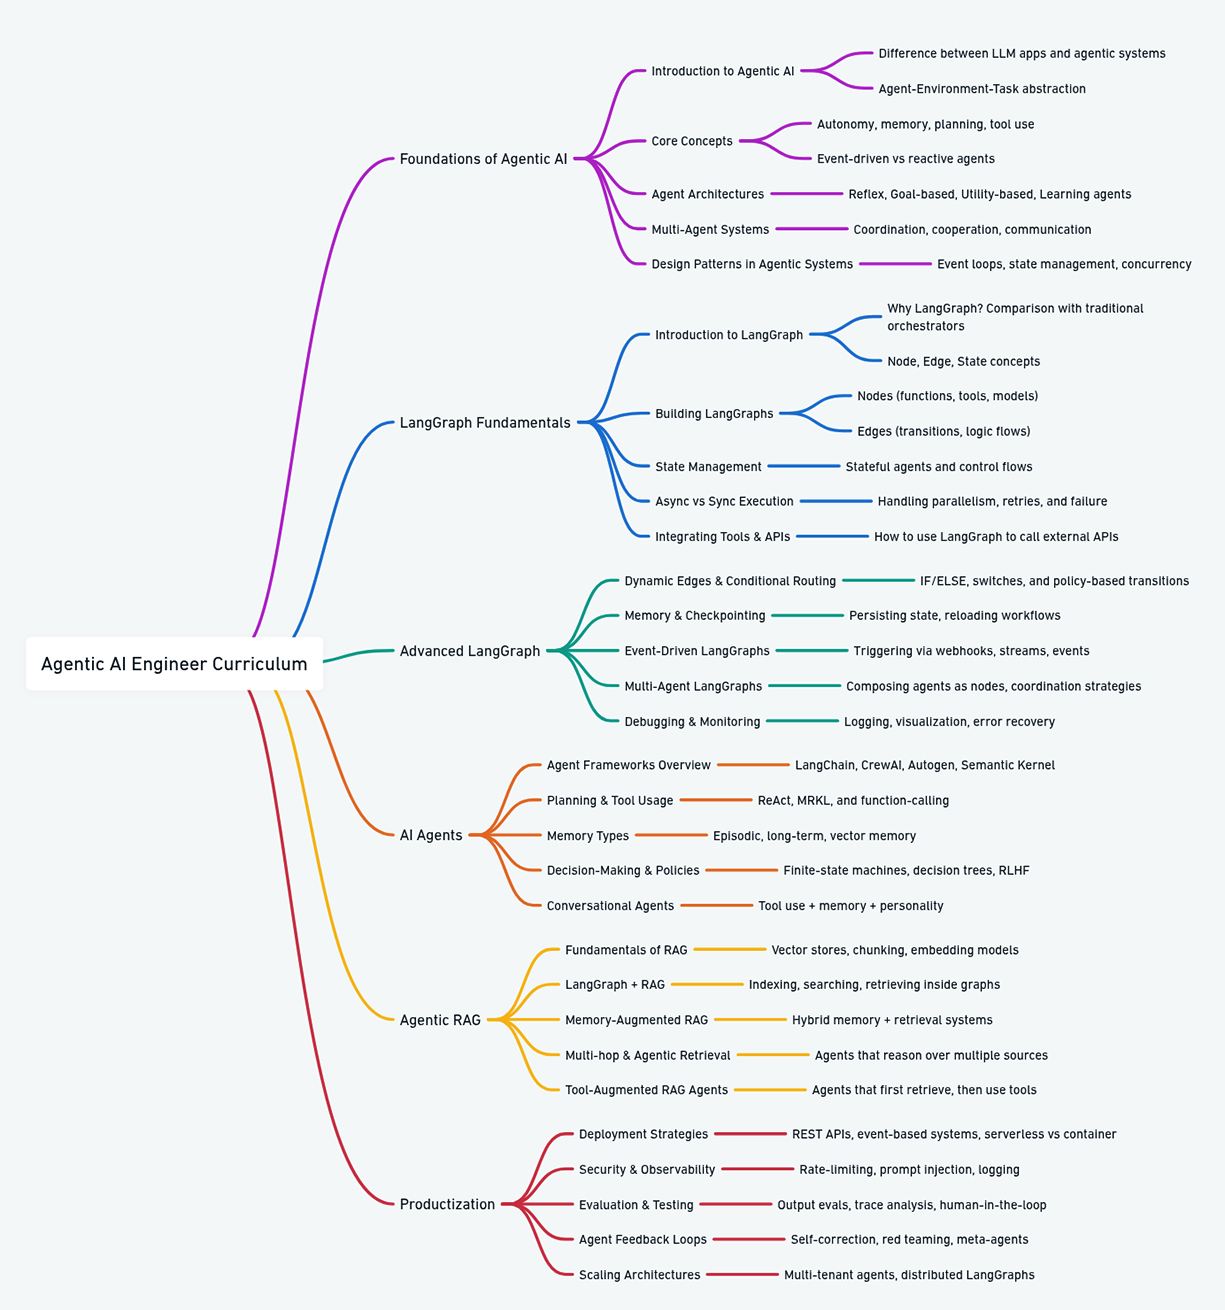 Agentic AI Engineer Curriculum
Foundations of Agentic AI
Introduction to Agentic AI
Difference between LLM apps and agentic systems
Agent-Environment-Task abstraction
Core Concepts
Autonomy, memory, planning, tool use
Event-driven vs reactive agents
Agent Architectures
Reflex, Goal-based, Utility-based, Learning agents
Multi-Agent Systems
Coordination, cooperation, communication
Design Patterns in Agentic Systems
Event loops, state management, concurrency
LangGraph Fundamentals
Introduction to LangGraph
Why LangGraph? Comparison with traditional
orchestrators
Node, Edge, State concepts
Building LangGraphs
Nodes (functions, tools, models)
Edges (transitions, logic flows)
State Management
Stateful agents and control flows
Async vs Sync Execution
Handling parallelism, retries, and failure
Integrating Tools & APIs
How to use LangGraph to call external APIs
Advanced LangGraph
Dynamic Edges & Conditional Routing
IF/ELSE, switches, and policy-based transitions
Memory & Checkpointing
Persisting state, reloading workflows
Event-Driven LangGraphs
Triggering via webhooks, streams, events
Multi-Agent LangGraphs
Composing agents as nodes, coordination strategies
Debugging & Monitoring
Logging, visualization, error recovery
AI Agents
Agent Frameworks Overview
LangChain, CrewAI, Autogen, Semantic Kernel
Planning & Tool Usage
ReAct, MRKL, and function-calling
Memory Types
Episodic, long-term, vector memory
Decision-Making & Policies
Finite-state machines, decision trees, RLHF
Conversational Agents
Tool use + memory + personality
Agentic RAG
Fundamentals of RAG
Vector stores, chunking, embedding models
LangGraph + RAG
Indexing, searching, retrieving inside graphs
Memory-Augmented RAG
Hybrid memory + retrieval systems
Multi-hop & Agentic Retrieval
Agents that reason over multiple sources
Tool-Augmented RAG Agents
Agents that first retrieve, then use tools
Productization
Deployment Strategies
REST APIs, event-based systems, serverless vs container
Security & Observability
Rate-limiting, prompt injection, logging
Evaluation & Testing
Output evals, trace analysis, human-in-the-loop
Agent Feedback Loops
Self-correction, red teaming, meta-agents
Scaling Architectures
Multi-tenant agents, distributed LangGraphs